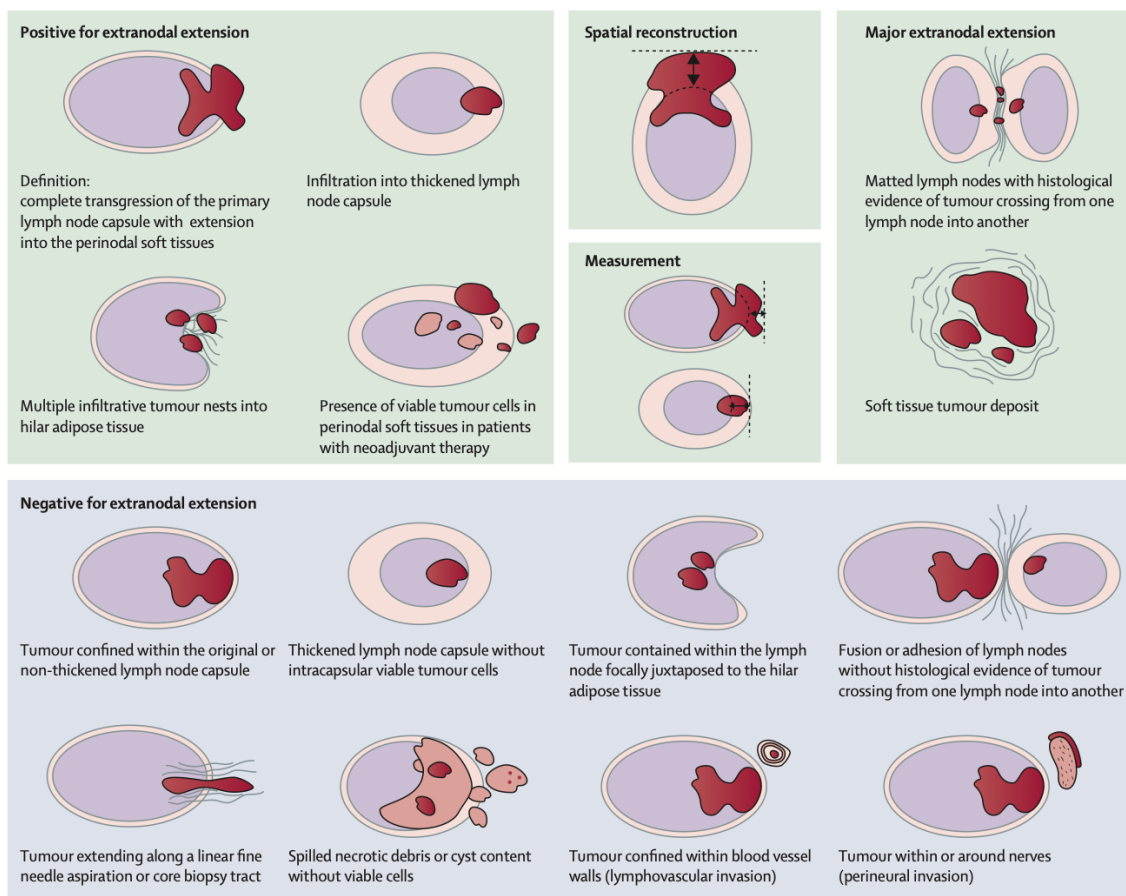 Positive for extranodal extension
Definition:
complete transgression of the primary
lymph node capsule with extension
into the perinodal soft tissues
Infiltration into thickened lymph
node capsule
Multiple infiltrative tumour nests into
hilar adipose tissue
Presence of viable tumour cells in
perinodal soft tissues in patients
with neoadjuvant therapy
Spatial reconstruction
Measurement
Major extranodal extension
Matted lymph nodes with histological
evidence of tumour crossing from one
lymph node into another
Soft tissue tumour deposit
Negative for extranodal extension
Tumour confined within the original or
non-thickened lymph node capsule
Thickened lymph node capsule without
intracapsular viable tumour cells
Tumour contained within the lymph
node focally juxtaposed to the hilar
adipose tissue
Fusion or adhesion of lymph nodes
without histological evidence of tumour
crossing from one lymph node into another
Tumour extending along a linear fine
needle aspiration or core biopsy tract
Spilled necrotic debris or cyst content
without viable cells
Tumour confined within blood vessel
walls (lymphovascular invasion)
Tumour within or around nerves
(perineural invasion)